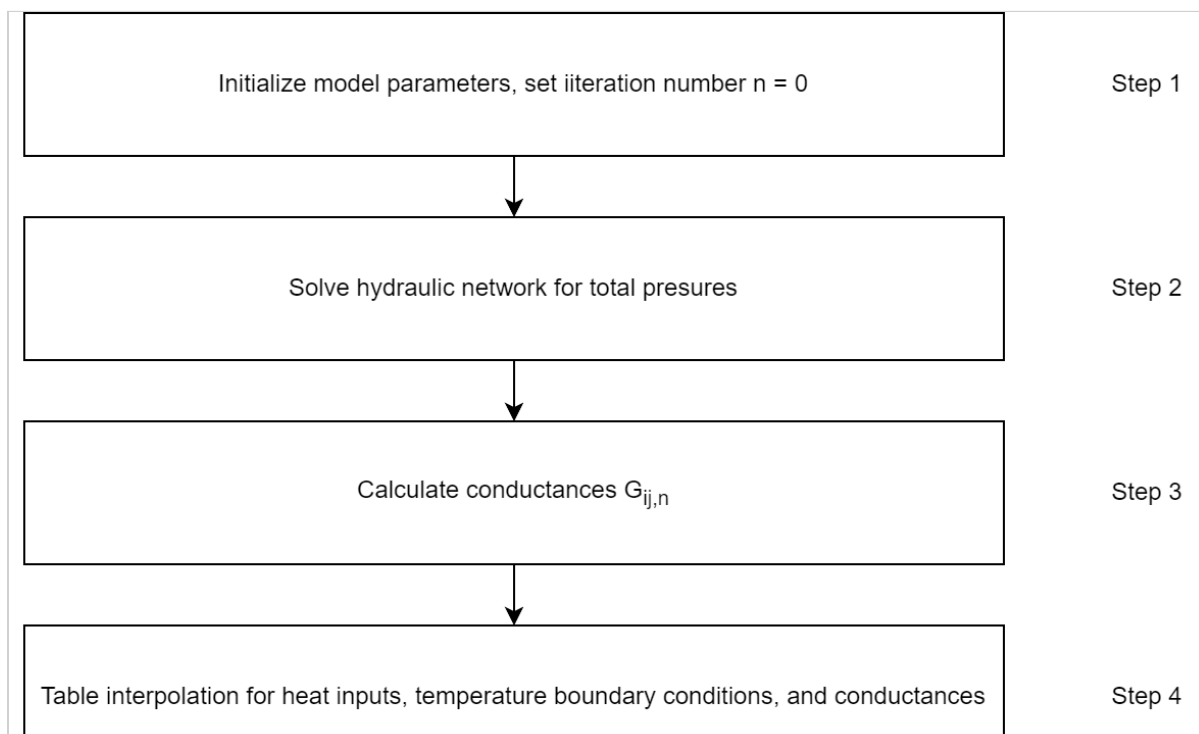 Initialize model parameters, set iiteration number n = 0
Step 1
Solve hydraulic network for total presures
Step 2
Calculate conductances G_ij,n
Step 3
Table interpolation for heat inputs, temperature boundary conditions, and conductances
Step 4